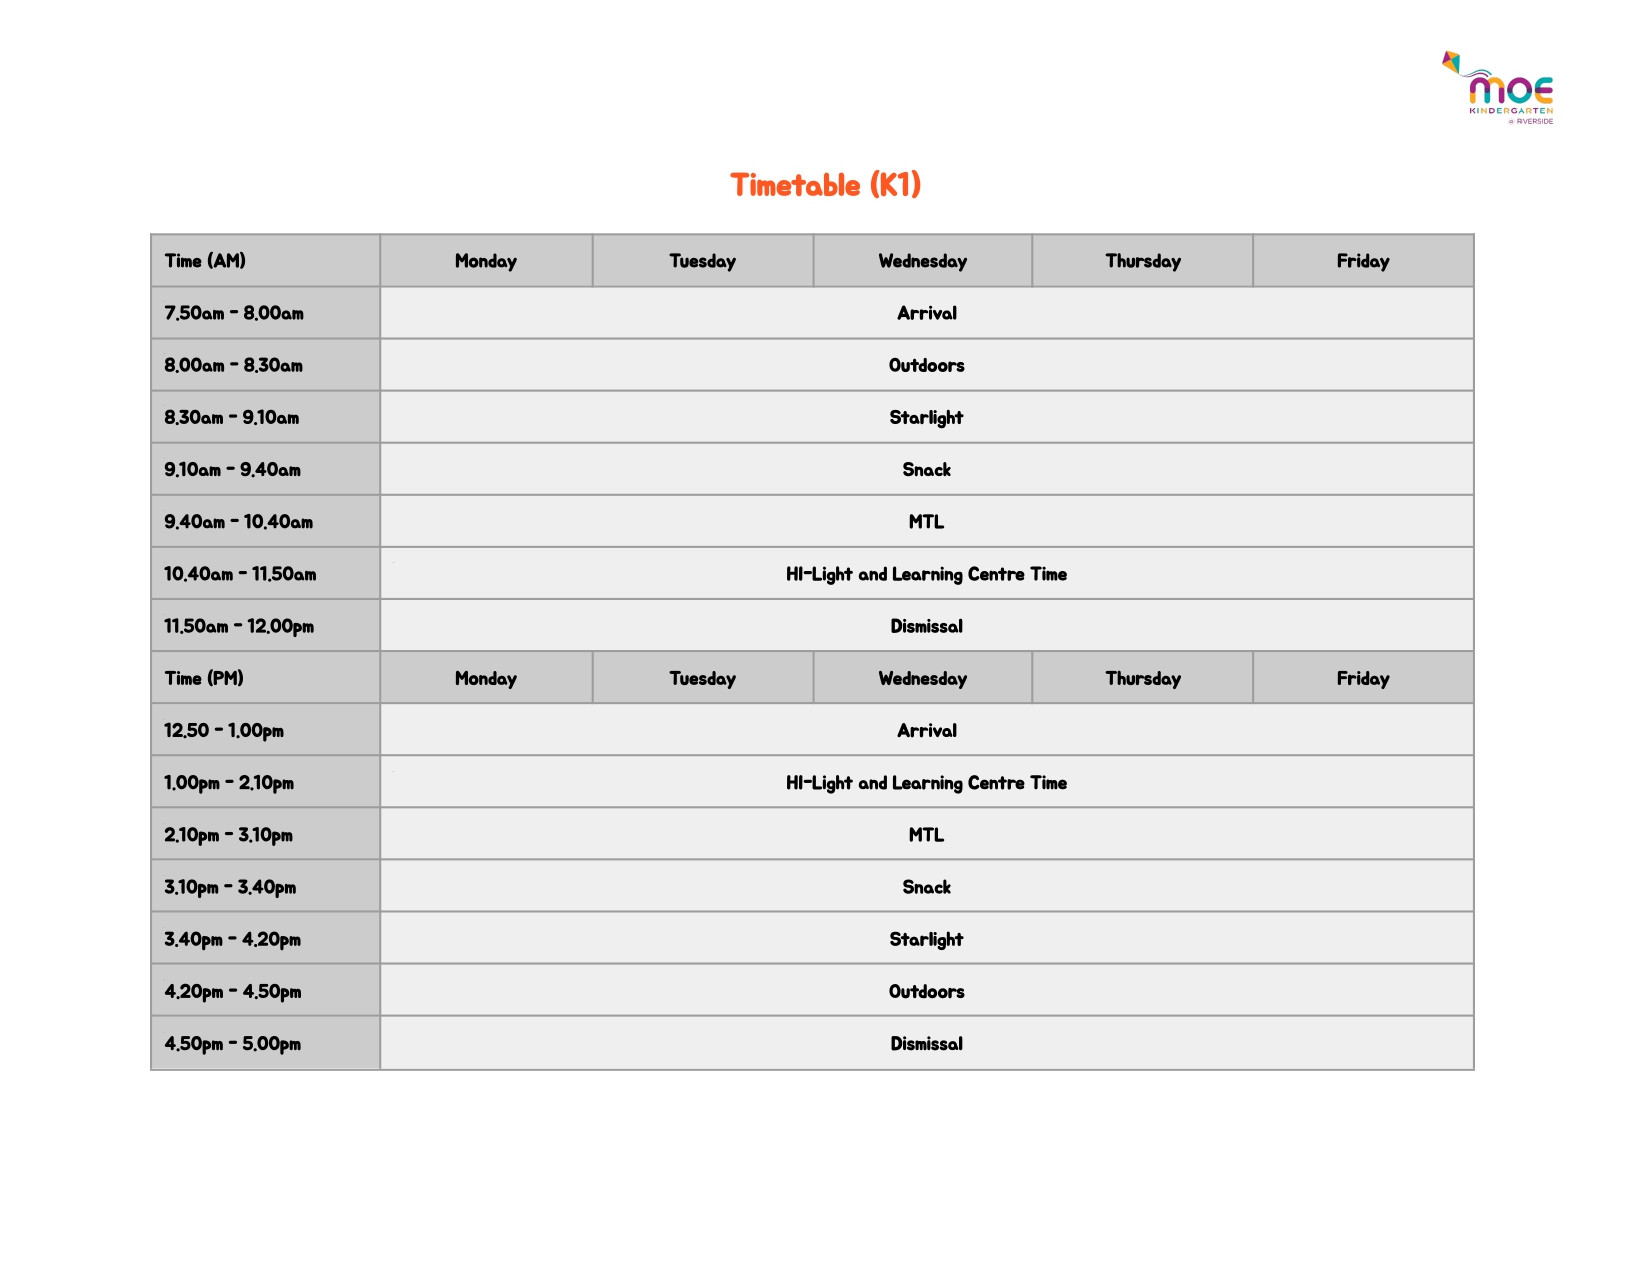 moe
KINDERGARTEN
@ RIVERSIDE
Timetable (K1)
Time (AM) Monday Tuesday Wednesday Thursday Friday
7.50am - 8.00am Arrival
8.00am - 8.30am Outdoors
8.30am - 9.10am Starlight
9.10am - 9.40am Snack
9.40am - 10.40am MTL
10.40am - 11.50am HI-Light and Learning Centre Time
11.50am - 12.00pm Dismissal
Time (PM) Monday Tuesday Wednesday Thursday Friday
12.50 - 1.00pm Arrival
1.00pm - 2.10pm HI-Light and Learning Centre Time
2.10pm - 3.10pm MTL
3.10pm - 3.40pm Snack
3.40pm - 4.20pm Starlight
4.20pm - 4.50pm Outdoors
4.50pm - 5.00pm Dismissal